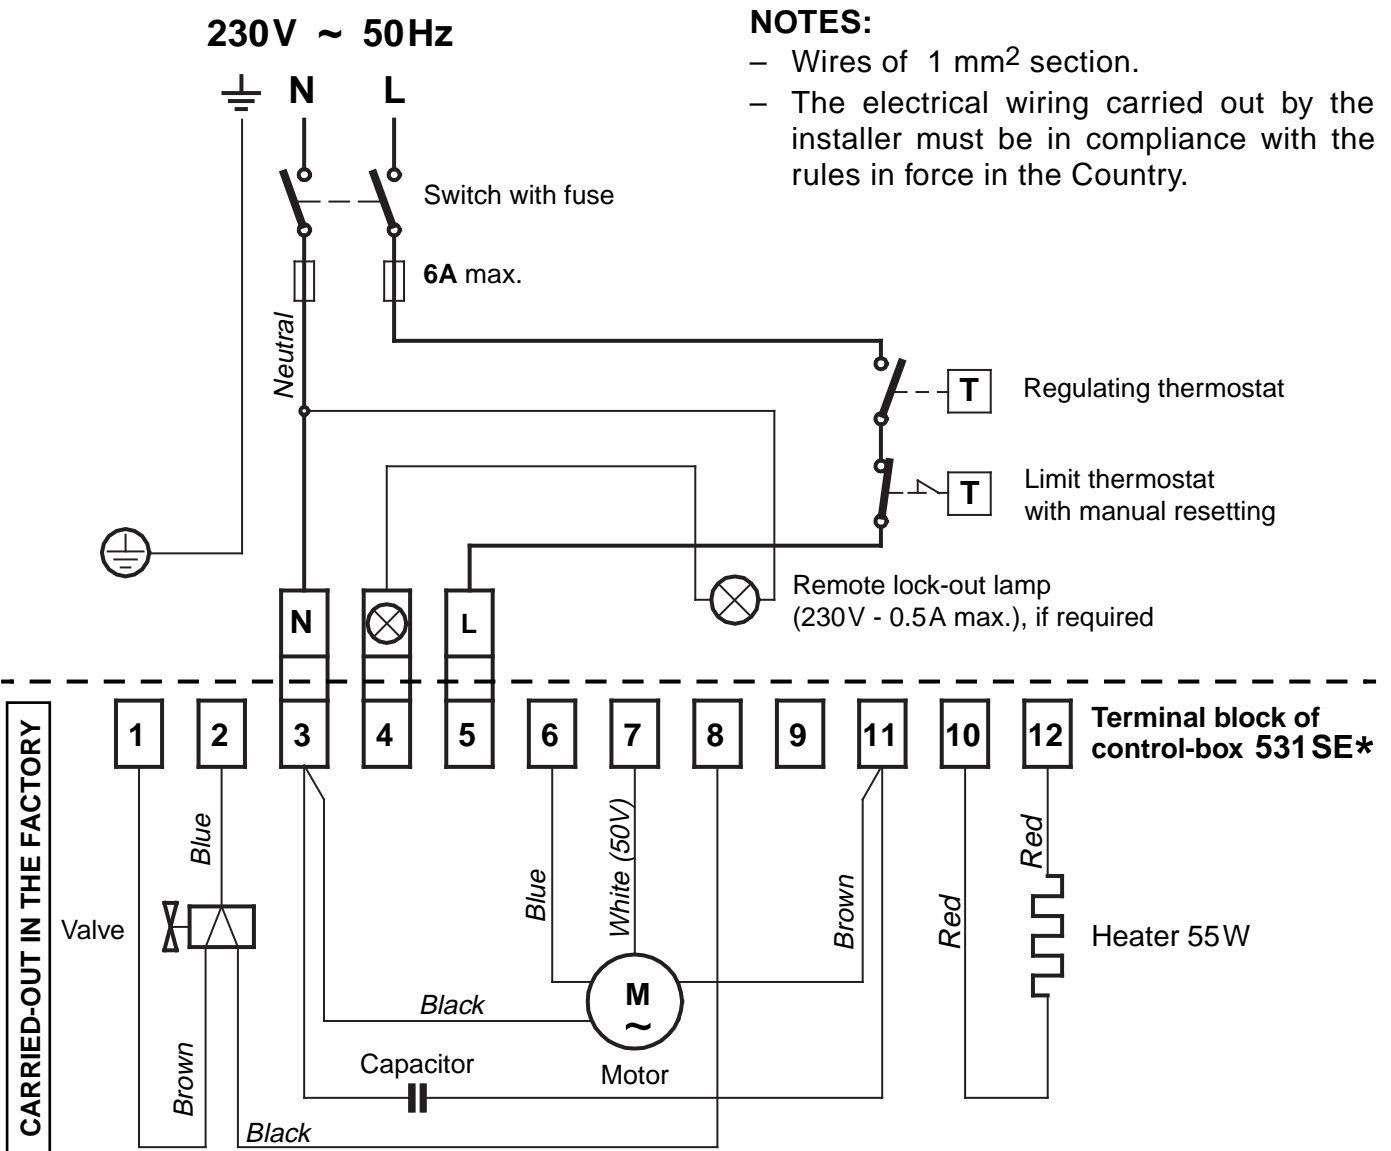 230V ~ 50Hz
N L
NOTES:
– Wires of 1 mm2 section.
– The electrical wiring carried out by the
installer must be in compliance with the
rules in force in the Country.
Switch with fuse
6A max.
Neutral
T Regulating thermostat
T Limit thermostat
with manual resetting
Remote lock-out lamp
(230V - 0.5A max.), if required
N L
1 2 3 4 5 6 7 8 9 11 10 12
Terminal block of
control-box 531SE*
CARRIED-OUT IN THE FACTORY
Blue
Blue
White (50V)
Brown
Red
Red
Valve
Heater 55W
M
~
Black
Capacitor
Motor
Brown
Black